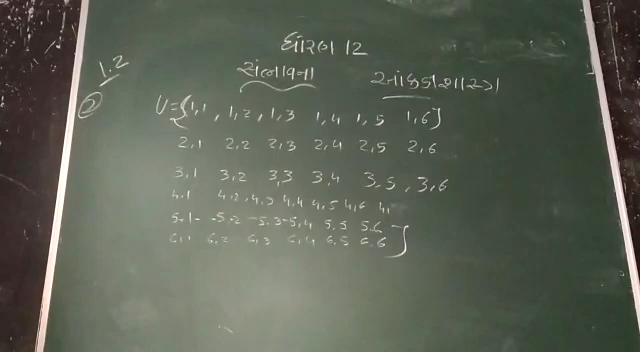 ધોરણ 12
1.2
સંભાવના આંકડાશાસ્ત્ર
②
U={1,1, 1,2, 1,3 1,4 1,5 1,6}
2,1 2,2 2,3 2,4 2,5 2,6
3,1 3,2 3,3 3,4 3,5, 3,6
4,1 4,2, 4,3 4,4 4,5 4,6 4,
5-1- -5,2 -5,3-5,4 5,5 5,6
6,1 6,2 6,3 6,4 6,5 6,6 }